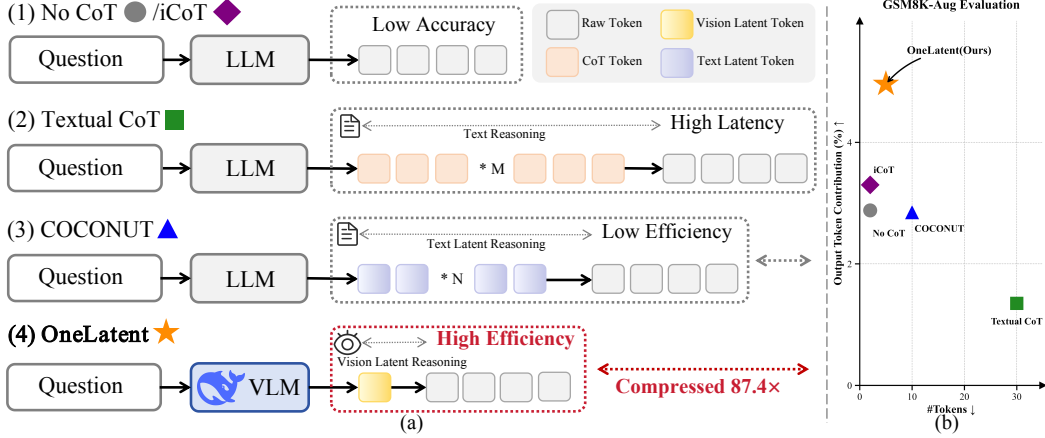 (1) No CoT /iCoT
Question
LLM
Low Accuracy
Raw Token
Vision Latent Token
CoT Token
Text Latent Token
(2) Textual CoT
Question
LLM
Text Reasoning
High Latency
* M
(3) COCONUT
Question
LLM
Text Latent Reasoning
Low Efficiency
* N
(4) OneLatent
Question
VLM
High Efficiency
Vision Latent Reasoning
Compressed 87.4×
(a)
GSM8K-Aug Evaluation
OneLatent(Ours)
Output Token Contribution (%) ↑
iCoT
No CoT
COCONUT
Textual CoT
4
2
0
0
10
20
30
#Tokens ↓
(b)